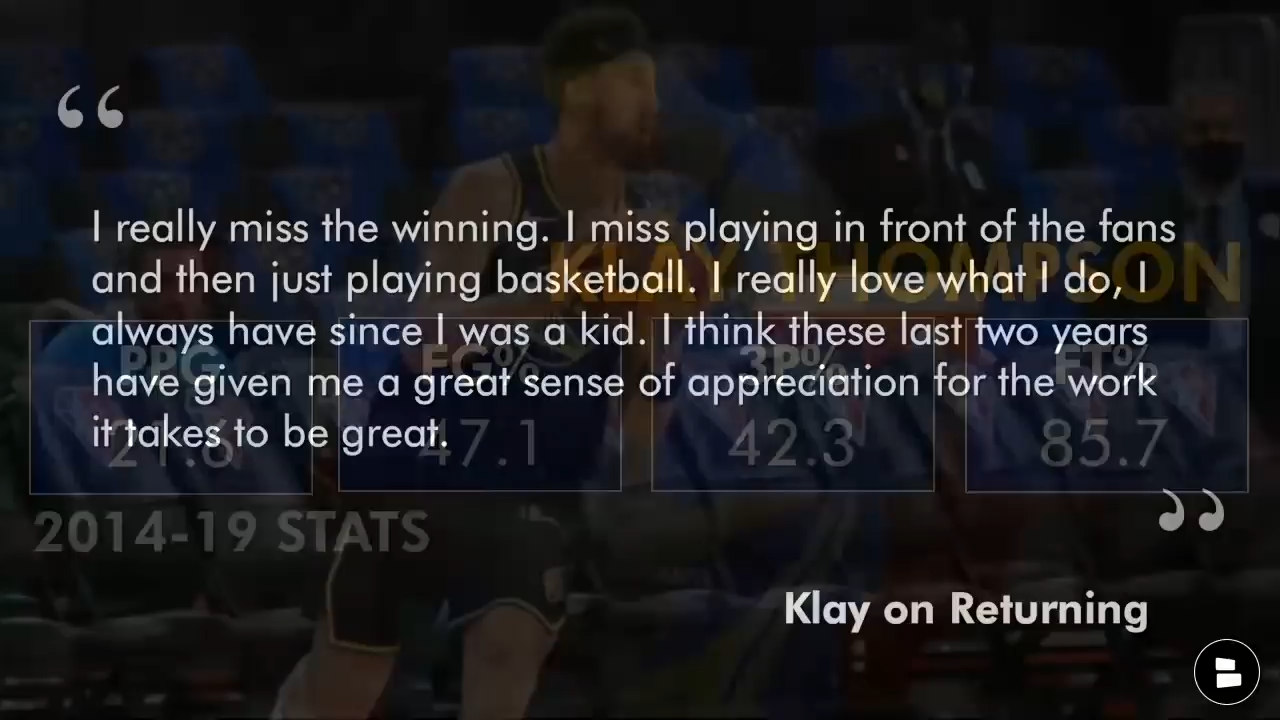 “
I really miss the winning. I miss playing in front of the fans
and then just playing basketball. I really love what I do, I
always have since I was a kid. I think these last two years
have given me a great sense of appreciation for the work
it takes to be great.
”
Klay on Returning
KLAY THOMPSON
PPG FG% 3P% FT%
21.6 47.1 42.3 85.7
2014-19 STATS